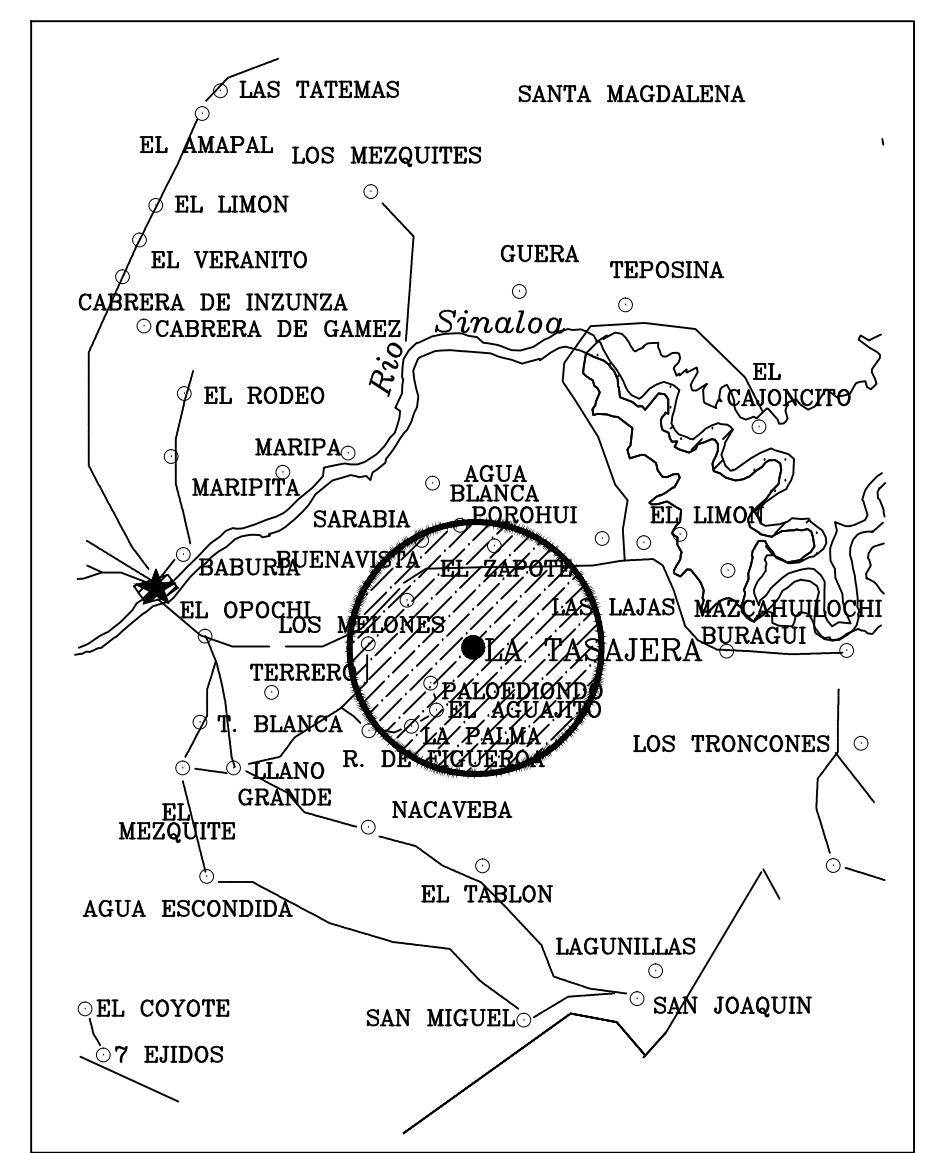 LAS TATEMAS
SANTA MAGDALENA
EL AMAPAL
LOS MEZQUITES
EL LIMON
EL VERANITO
GUERA
TEPOSINA
CABRERA DE INZUNZA
CABRERA DE GAMEZ
Rio Sinaloa
EL
CAJONCITO
EL RODEO
MARIPA
MARIPITA
AGUA
BLANCA
SARABIA
POROHUI
EL LIMON
BUENAVISTA
BABURIA
EL ZAPOTE
EL OPOCHI
LAS LAJAS
MAZCAHUILOCHI
LOS MELONES
BURAGUI
LA TASAJERA
TERRERO
PALOEDIONDO
EL AGUAJITO
T. BLANCA
LA PALMA
LOS TRONCONES
R. DE FIGUEROA
LLANO
GRANDE
EL
MEZQUITE
NACAVEBA
EL TABLON
AGUA ESCONDIDA
LAGUNILLAS
EL COYOTE
SAN MIGUEL
SAN JOAQUIN
7 EJIDOS